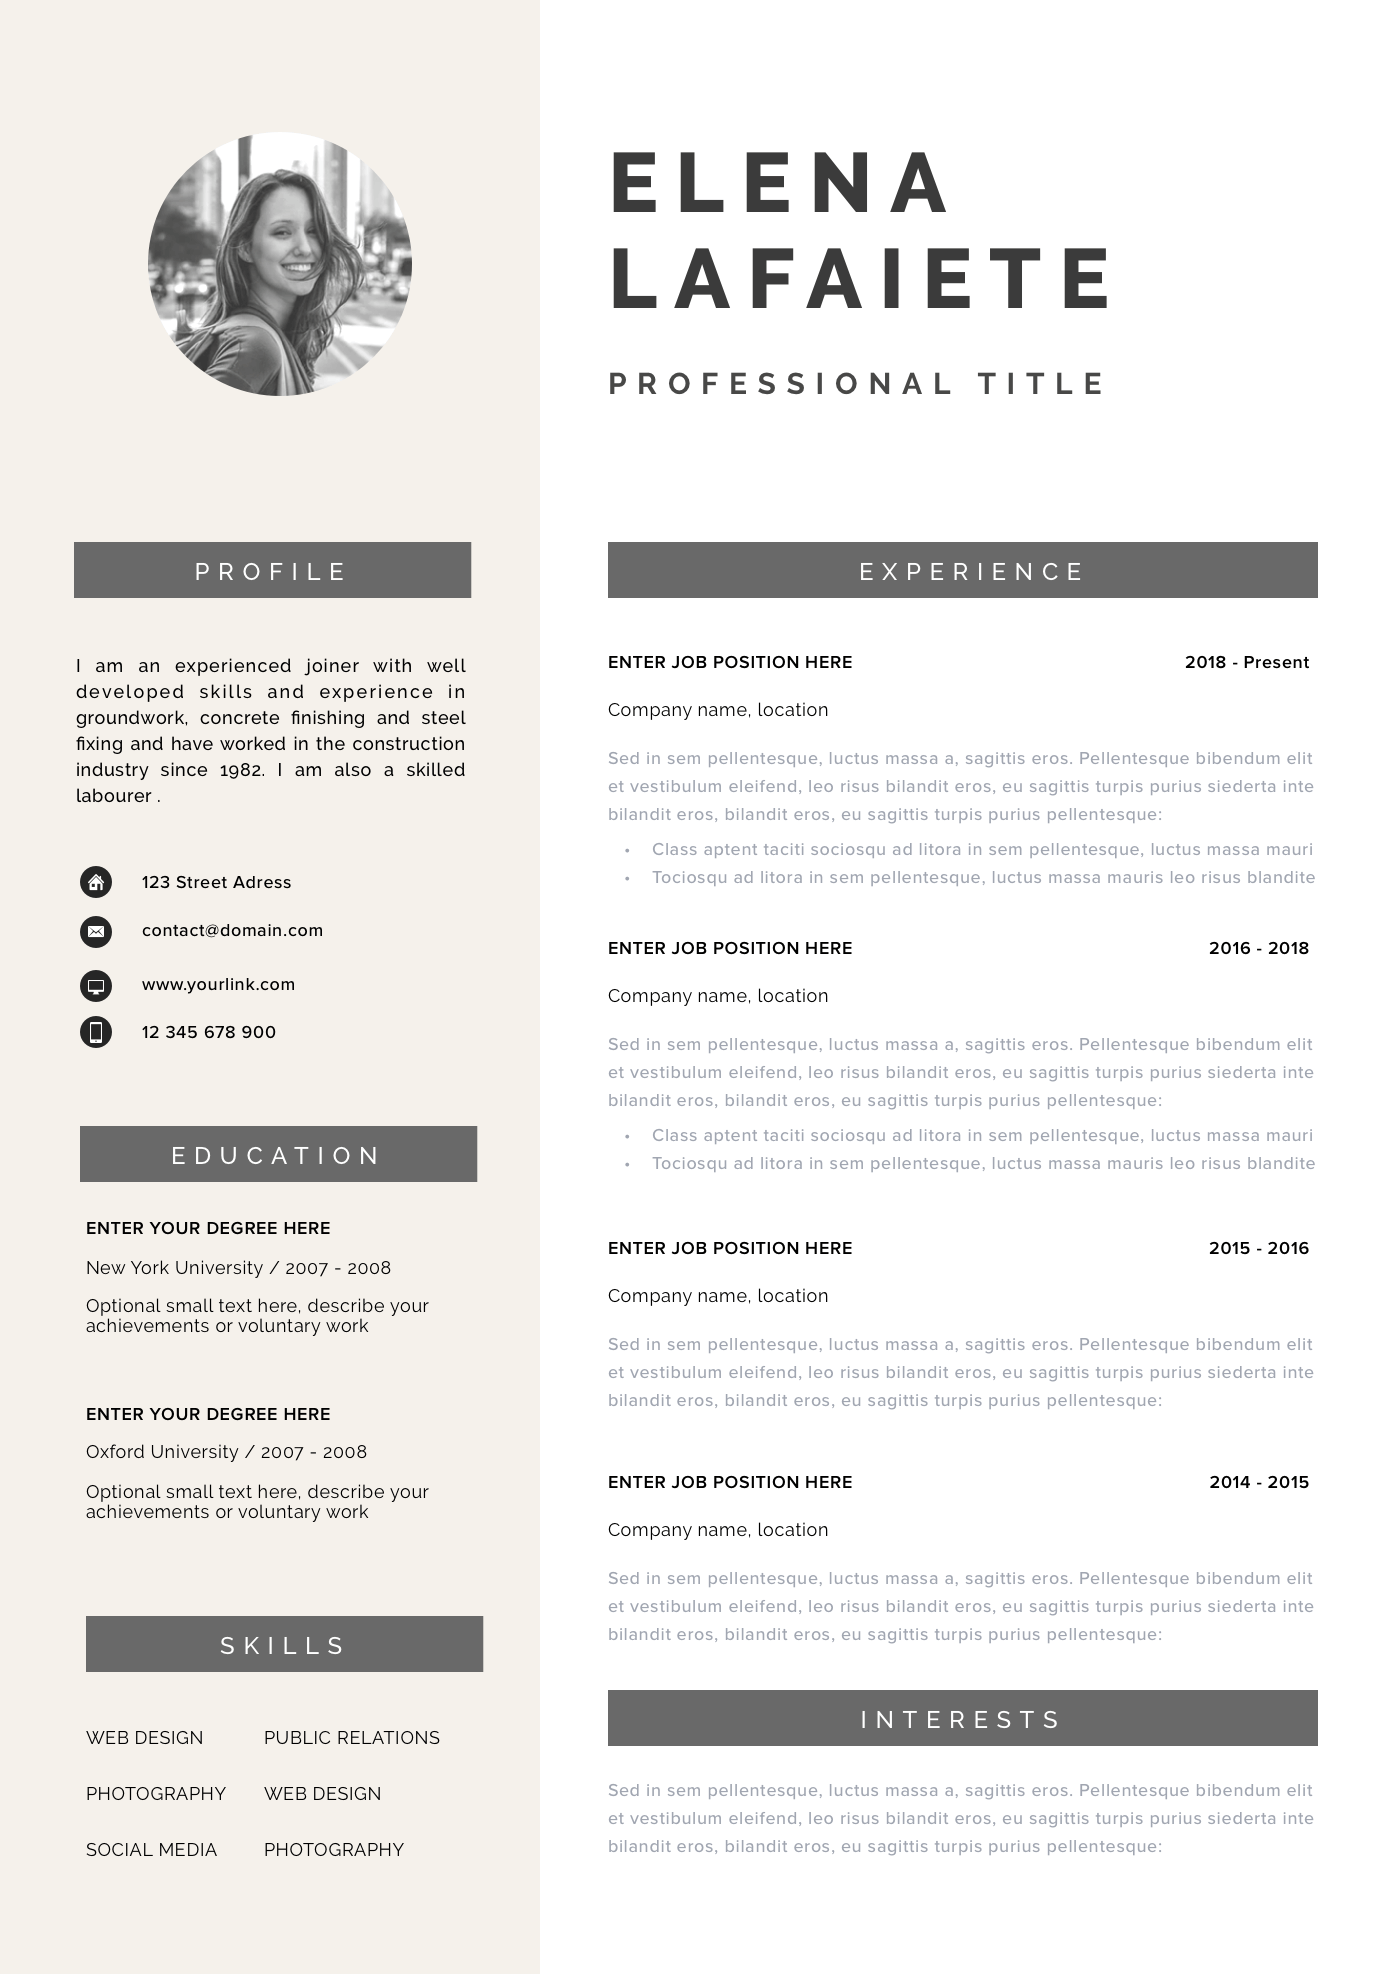 ELENA
LAFAIETE
PROFESSIONAL TITLE
PROFILE
I am an experienced joiner with well
developed skills and experience in
groundwork, concrete finishing and steel
fixing and have worked in the construction
industry since 1982. I am also a skilled
labourer .
123 Street Adress
contact@domain.com
www.yourlink.com
12 345 678 900
EDUCATION
ENTER YOUR DEGREE HERE
New York University / 2007 - 2008
Optional small text here, describe your
achievements or voluntary work
ENTER YOUR DEGREE HERE
Oxford University / 2007 - 2008
Optional small text here, describe your
achievements or voluntary work
SKILLS
WEB DESIGN PUBLIC RELATIONS
PHOTOGRAPHY WEB DESIGN
SOCIAL MEDIA PHOTOGRAPHY
EXPERIENCE
ENTER JOB POSITION HERE 2018 - Present
Company name, location
Sed in sem pellentesque, luctus massa a, sagittis eros. Pellentesque bibendum elit
et vestibulum eleifend, leo risus bilandit eros, eu sagittis turpis purius siederta inte
bilandit eros, bilandit eros, eu sagittis turpis purius pellentesque:
• Class aptent taciti sociosqu ad litora in sem pellentesque, luctus massa mauri
• Tociosqu ad litora in sem pellentesque, luctus massa mauris leo risus blandite
ENTER JOB POSITION HERE 2016 - 2018
Company name, location
Sed in sem pellentesque, luctus massa a, sagittis eros. Pellentesque bibendum elit
et vestibulum eleifend, leo risus bilandit eros, eu sagittis turpis purius siederta inte
bilandit eros, bilandit eros, eu sagittis turpis purius pellentesque:
• Class aptent taciti sociosqu ad litora in sem pellentesque, luctus massa mauri
• Tociosqu ad litora in sem pellentesque, luctus massa mauris leo risus blandite
ENTER JOB POSITION HERE 2015 - 2016
Company name, location
Sed in sem pellentesque, luctus massa a, sagittis eros. Pellentesque bibendum elit
et vestibulum eleifend, leo risus bilandit eros, eu sagittis turpis purius siederta inte
bilandit eros, bilandit eros, eu sagittis turpis purius pellentesque:
ENTER JOB POSITION HERE 2014 - 2015
Company name, location
Sed in sem pellentesque, luctus massa a, sagittis eros. Pellentesque bibendum elit
et vestibulum eleifend, leo risus bilandit eros, eu sagittis turpis purius siederta inte
bilandit eros, bilandit eros, eu sagittis turpis purius pellentesque:
INTERESTS
Sed in sem pellentesque, luctus massa a, sagittis eros. Pellentesque bibendum elit
et vestibulum eleifend, leo risus bilandit eros, eu sagittis turpis purius siederta inte
bilandit eros, bilandit eros, eu sagittis turpis purius pellentesque: